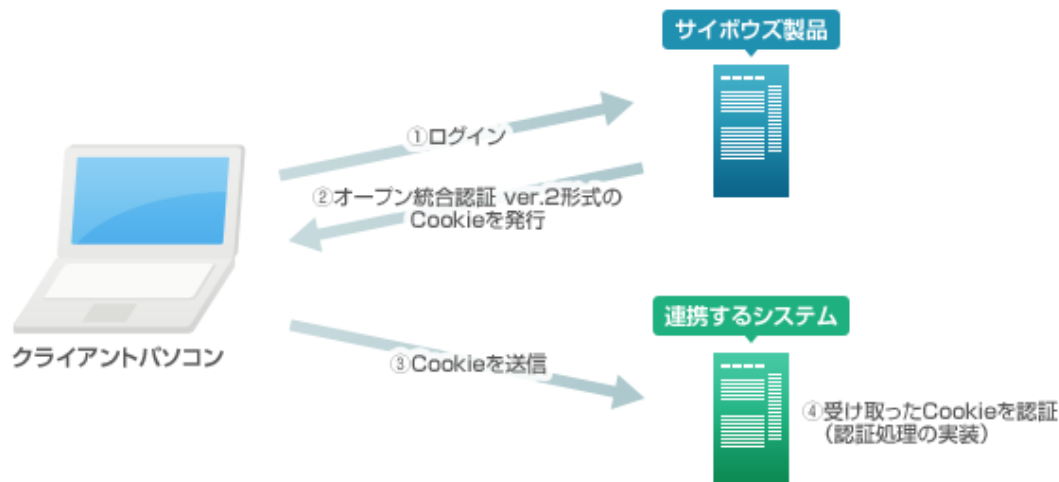 サイボウズ製品
①ログイン
②オープン統合認証 ver.2形式の
Cookieを発行
クライアントパソコン
連携するシステム
③Cookieを送信
④受け取ったCookieを認証
(認証処理の実装)